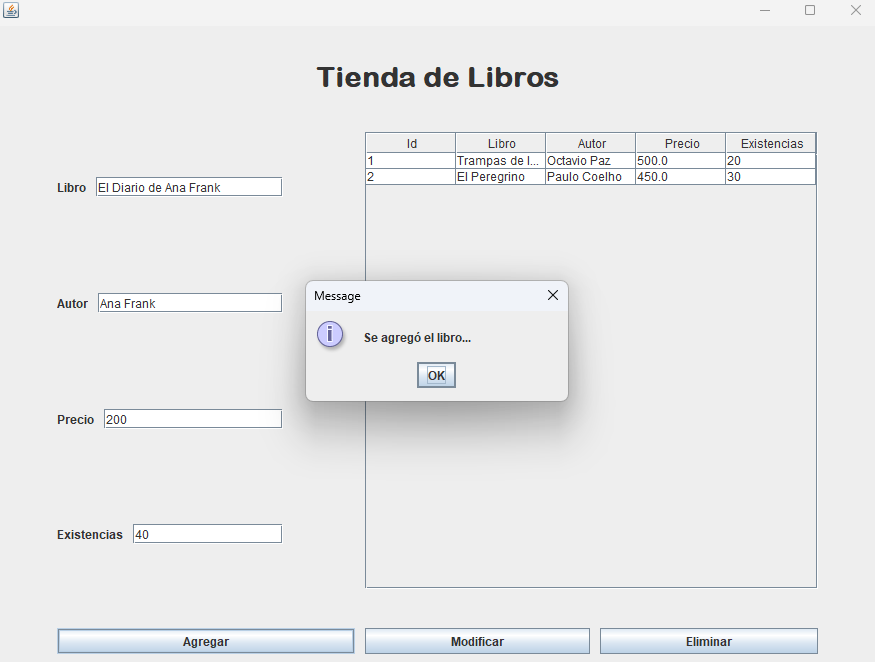 Tienda de Libros
Id Libro Autor Precio Existencias
1 Trampas de l... Octavio Paz 500.0 20
2 El Peregrino Paulo Coelho 450.0 30
Libro El Diario de Ana Frank
Autor Ana Frank
Message
Se agregó el libro...
OK
Precio 200
Existencias 40
Agregar Modificar Eliminar